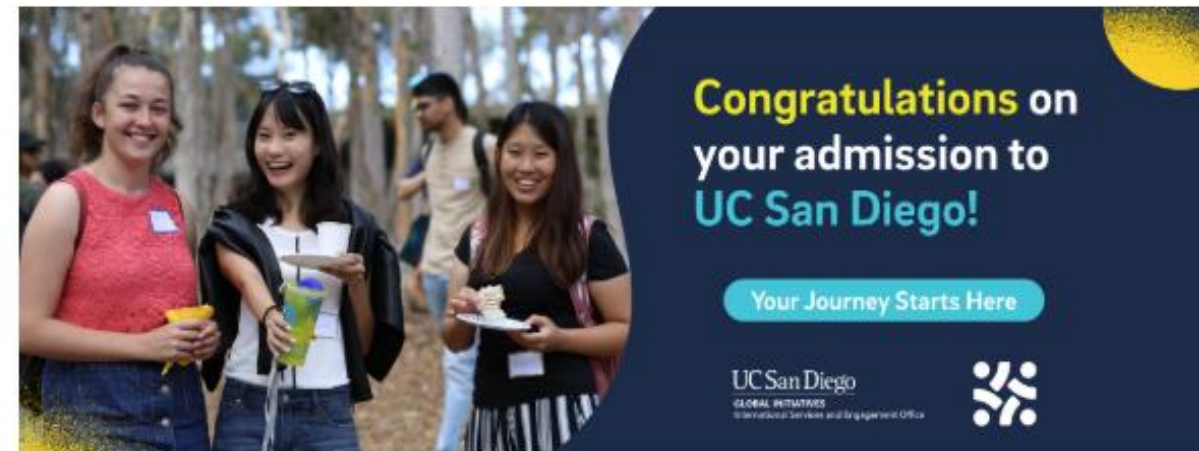 Congratulations on
your admission to
UC San Diego!
Your Journey Starts Here
UC San Diego
GLOBAL INITIATIVES
International Services and Engagement Office